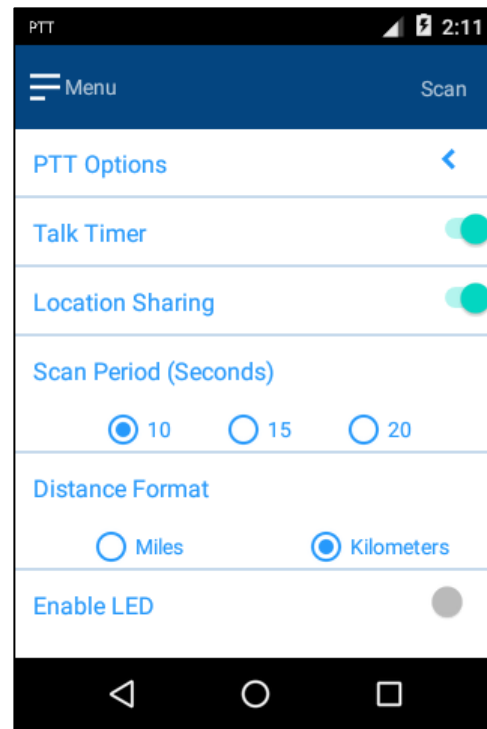 PTT 2:11
Menu Scan
PTT Options
Talk Timer
Location Sharing
Scan Period (Seconds)
10 15 20
Distance Format
Miles Kilometers
Enable LED